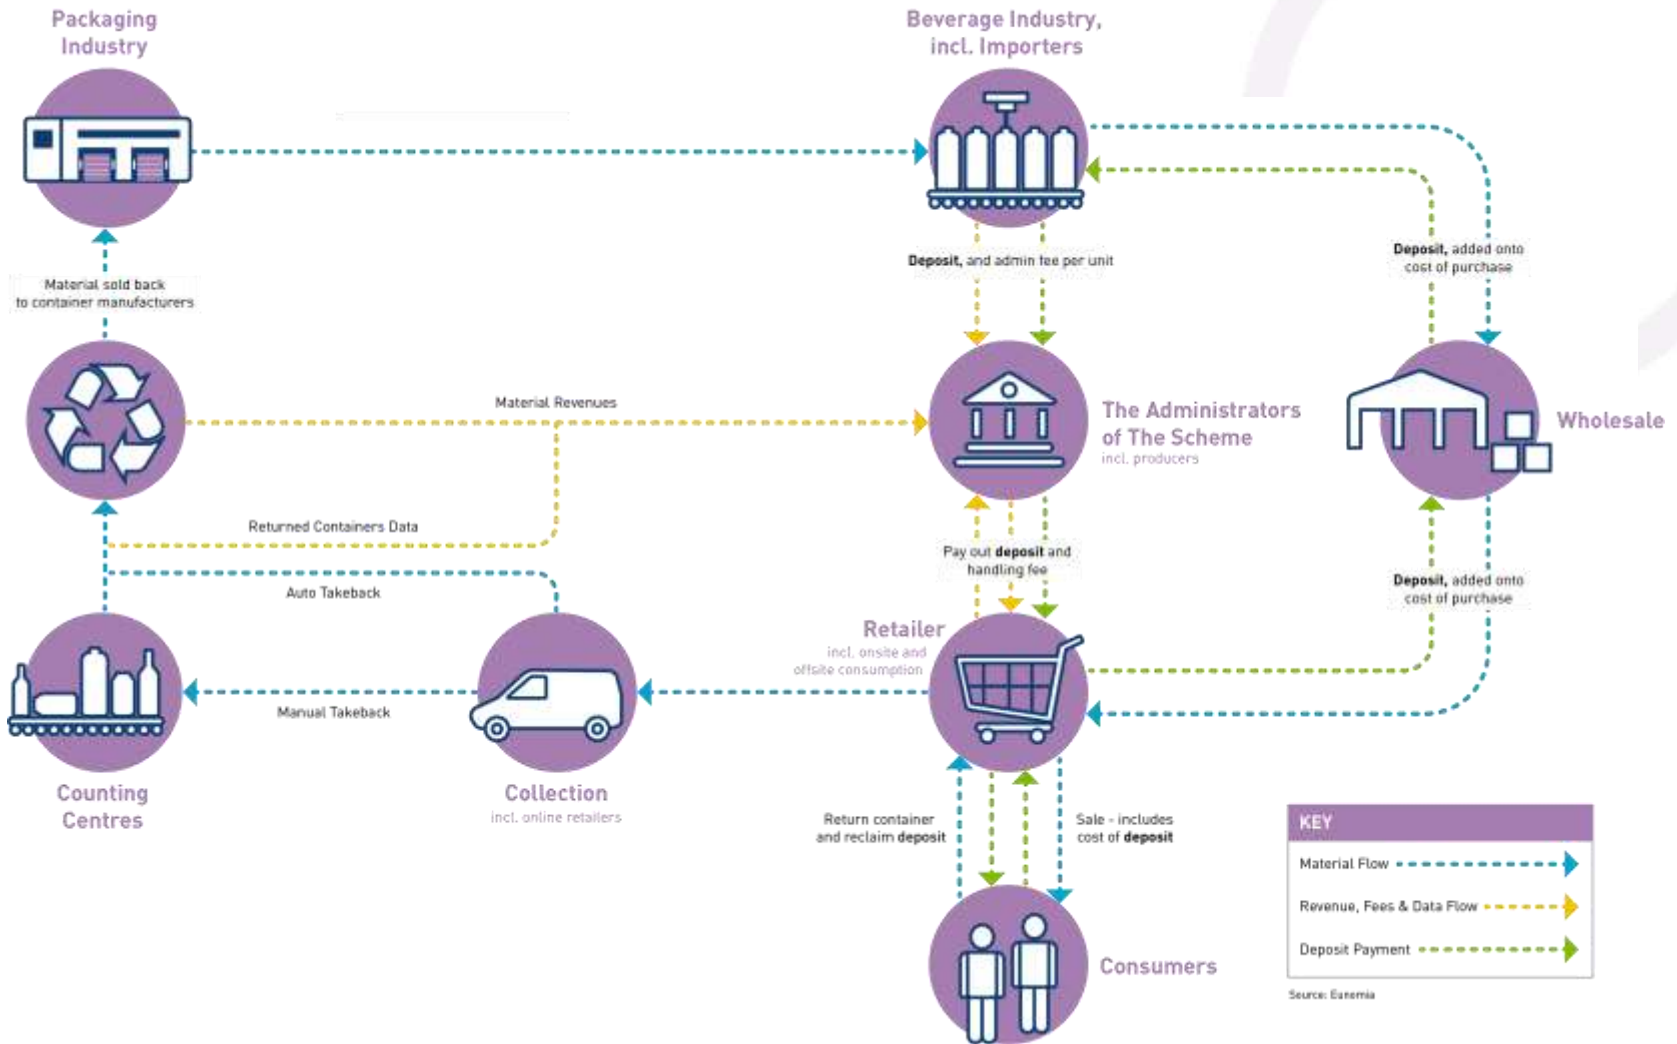 Packaging
Industry
Beverage Industry,
incl. Importers
Deposit, and admin fee per unit
Deposit, added onto
cost of purchase
Material sold back
to container manufacturers
Material Revenues
The Administrators
of The Scheme
incl. producers
Wholesale
Returned Containers Data
Auto Takeback
Pay out deposit and
handling fee
Deposit, added onto
cost of purchase
Retailer
incl. onsite and
offsite consumption
Manual Takeback
Counting
Centres
Collection
incl. online retailers
Return container
and reclaim deposit
Sale - includes
cost of deposit
Consumers
KEY
Material Flow
Revenue, Fees & Data Flow
Deposit Payment
Source: Eunomia